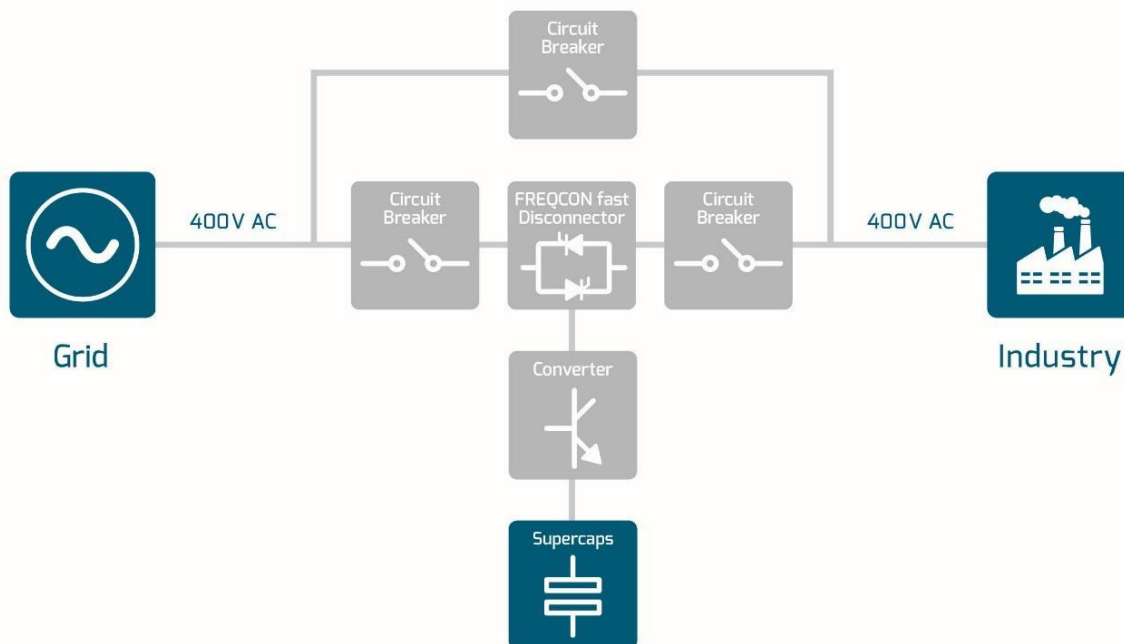 Circuit
Breaker
400V AC
Circuit
Breaker
FREQCON fast
Disconnector
Circuit
Breaker
400V AC
Grid
Industry
Converter
Supercaps